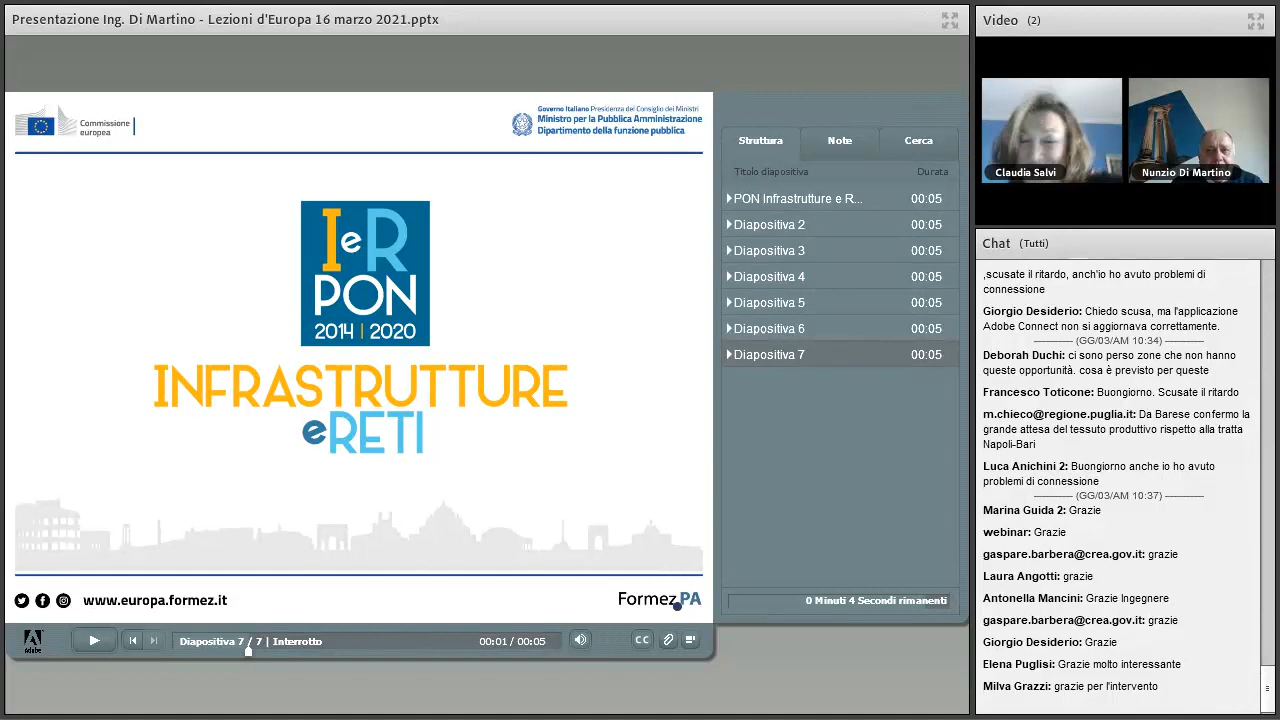 Presentazione Ing. Di Martino - Lezioni d'Europa 16 marzo 2021.pptx
Commissione
europea
Governo Italiano Presidenza del Consiglio dei Ministri
Ministro per la Pubblica Amministrazione
Dipartimento della funzione pubblica
IeR
PON
2014 | 2020
INFRASTRUTTURE
eRETI
www.europa.formez.it
FormezPA
Adobe
Diapositiva 7 / 7 | Interrotto
00:01 / 00:05
CC
Struttura
Note
Cerca
Titolo diapositiva Durata
PON Infrastrutture e R... 00:05
Diapositiva 2 00:05
Diapositiva 3 00:05
Diapositiva 4 00:05
Diapositiva 5 00:05
Diapositiva 6 00:05
Diapositiva 7 00:05
0 Minuti 4 Secondi rimanenti
Video (2)
Claudia Salvi
Nunzio Di Martino
Chat (Tutti)
,scusate il ritardo, anch'io ho avuto problemi di
connessione
Giorgio Desiderio: Chiedo scusa, ma l'applicazione
Adobe Connect non si aggiornava correttamente.
------------ (GG/03/AM 10:34) ------------
Deborah Duchi: ci sono perso zone che non hanno
queste opportunità. cosa è previsto per queste
Francesco Toticone: Buongiorno. Scusate il ritardo
m.chieco@regione.puglia.it: Da Barese confermo la
grande attesa del tessuto produttivo rispetto alla tratta
Napoli-Bari
Luca Anichini 2: Buongiorno anche io ho avuto
problemi di connessione
------------ (GG/03/AM 10:37) ------------
Marina Guida 2: Grazie
webinar: Grazie
gaspare.barbera@crea.gov.it: grazie
Laura Angotti: grazie
Antonella Mancini: Grazie Ingegnere
gaspare.barbera@crea.gov.it: grazie
Giorgio Desiderio: Grazie
Elena Puglisi: Grazie molto interessante
Milva Grazzi: grazie per l'intervento